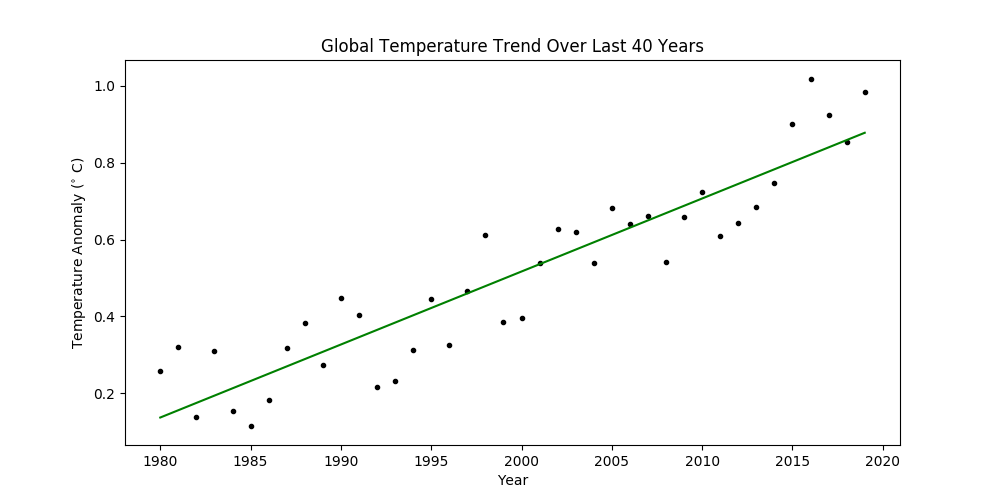 Global Temperature Trend Over Last 40 Years
Temperature Anomaly (° C)
1.0
0.8
0.6
0.4
0.2
1980 1985 1990 1995 2000 2005 2010 2015 2020
Year